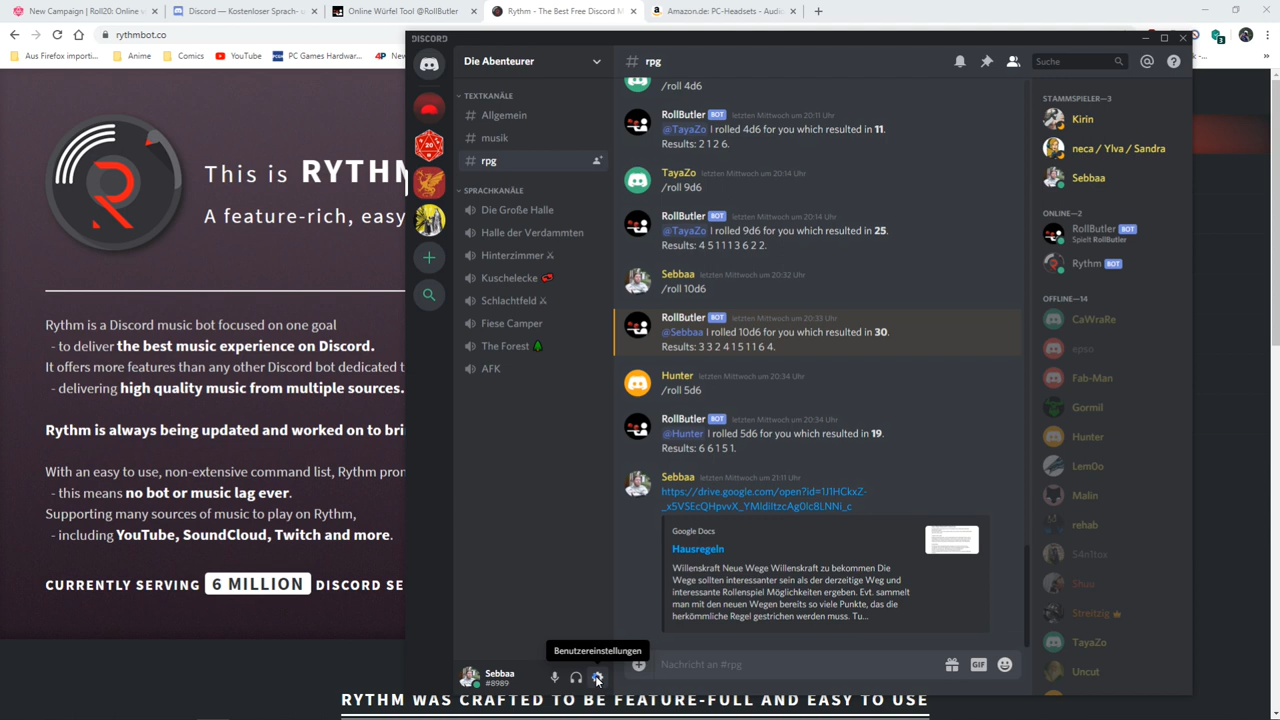 New Campaign | Roll20: Online v
Discord — Kostenloser Sprach- u
Online Würfel Tool @RollButler
Rythm - The Best Free Discord M
Amazon.de: PC-Headsets - Audio
rythmbot.co
Aus Firefox importi...
Anime
Comics
YouTube
PC Games Hardwar...
4P
DISCORD
Die Abenteurer
rpg
Suche
TEXTKANÄLE
Allgemein
musik
rpg
SPRACHKANÄLE
Die Große Halle
Halle der Verdammten
Hinterzimmer
Kuschelecke
Schlachtfeld
Fiese Camper
The Forest
AFK
Benutzereinstellungen
Sebbaa
#8989
This is RYTHM
A feature-rich, easy
Rythm is a Discord music bot focused on one goal
- to deliver the best music experience on Discord.
It offers more features than any other Discord bot dedicated t
- delivering high quality music from multiple sources.
Rythm is always being updated and worked on to bri
With an easy to use, non-extensive command list, Rythm pron
- this means no bot or music lag ever.
Supporting many sources of music to play on Rythm,
- including YouTube, SoundCloud, Twitch and more.
CURRENTLY SERVING 6 MILLION DISCORD SE
RYTHM WAS CRAFTED TO BE FEATURE-FULL AND EASY TO USE
/roll 4d6
RollButler BOT letzten Mittwoch um 20:11 Uhr
@TayaZo I rolled 4d6 for you which resulted in 11.
Results: 2 1 2 6.
TayaZo letzten Mittwoch um 20:14 Uhr
/roll 9d6
RollButler BOT letzten Mittwoch um 20:14 Uhr
@TayaZo I rolled 9d6 for you which resulted in 25.
Results: 4 5 1 1 1 3 6 2 2.
Sebbaa letzten Mittwoch um 20:32 Uhr
/roll 10d6
RollButler BOT letzten Mittwoch um 20:33 Uhr
@Sebbaa I rolled 10d6 for you which resulted in 30.
Results: 3 3 2 4 1 5 1 1 6 4.
Hunter letzten Mittwoch um 20:34 Uhr
/roll 5d6
RollButler BOT letzten Mittwoch um 20:34 Uhr
@Hunter I rolled 5d6 for you which resulted in 19.
Results: 6 6 1 5 1.
Sebbaa letzten Mittwoch um 21:11 Uhr
https://drive.google.com/open?id=1J1HCkxZ-
Google Docs
Hausregeln
Willenskraft Neue Wege Willenskraft zu bekommen Die
Wege sollten interessanter sein als der derzeitige Weg und
interessante Rollenspiel Möglichkeiten ergeben. Evt. sammelt
man mit den neuen Wegen bereits so viele Punkte, das die
herkömmliche Regel gestrichen werden muss. Tu...
Nachricht an #rpg
GIF
STAMMSPIELER—3
Kirin
neca / Ylva / Sandra
Sebbaa
ONLINE—2
RollButler BOT
Spielt RollButler
Rythm BOT
OFFLINE—14
CaWraRe
epso
Fab-Man
Gormil
Hunter
Lem0o
Malin
rehab
S4n1tox
Shuu
Streitzig
TayaZo
Uncut